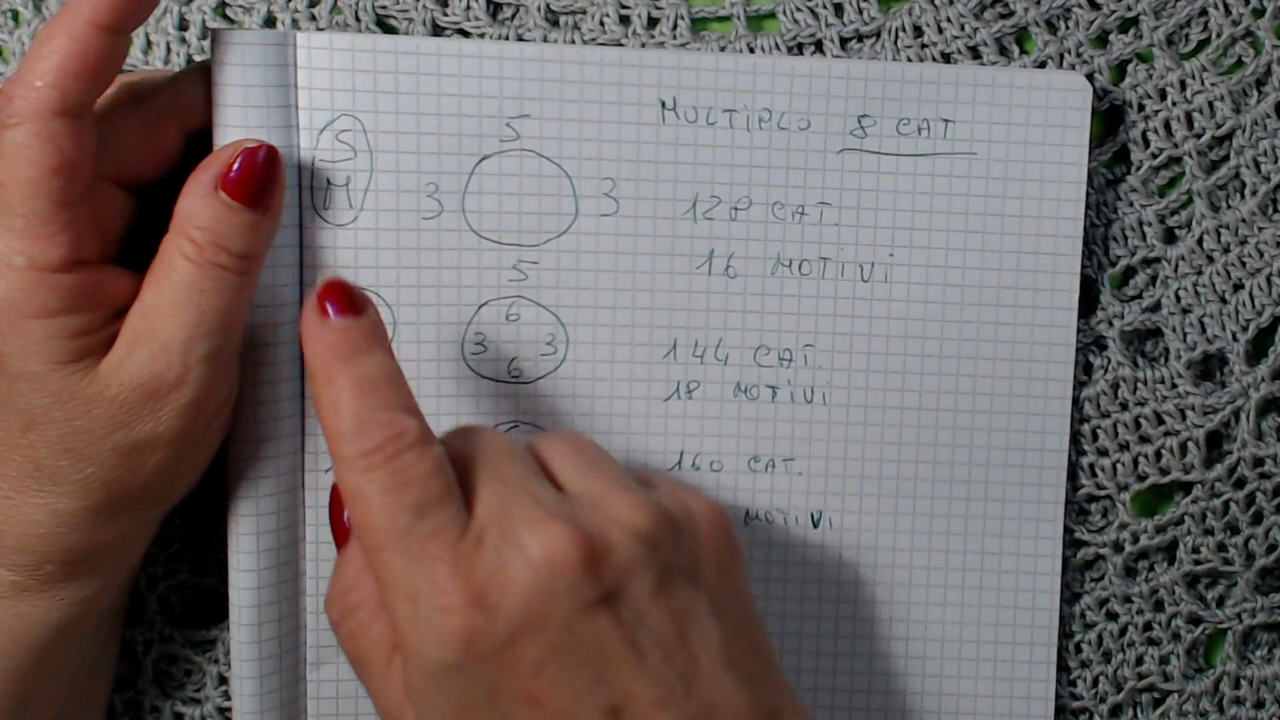 MULTIPLO 8 CAT
S
M
5
3 3
5
128 CAT.
16 MOTIVI
6
3 3
6
144 CAT.
18 MOTIVI
160 CAT.
MOTIVI